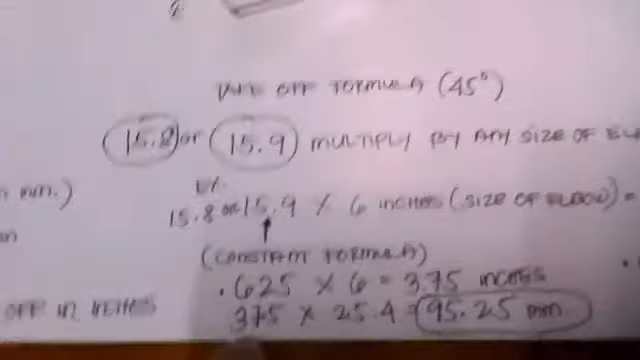 TAKE OFF FORMULA (45°)
15.8 or 15.9 MULTIPLY BY ANY SIZE OF
mm.)
EX.
15.8 or 15.9 X 6 INCHES (SIZE OF ELBOW) =
(CONSTANT FORMULA)
.625 X 6 = 3.75 INCHES
OFF IN INCHES
3.75 X 25.4 = 95.25 mm